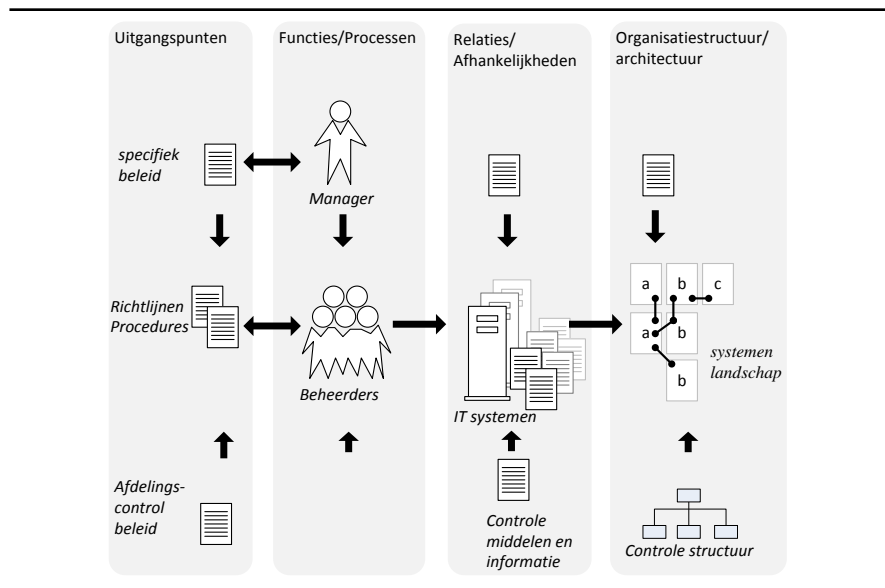 Uitgangspunten
specifiek
beleid
Richtlijnen
Procedures
Afdelings-
control
beleid
Functies/Processen
Manager
Beheerders
Relaties/
Afhankelijkheden
IT systemen
Controle
middelen en
informatie
Organisatiestructuur/
architectuur
a b c
a b
b
systemen
landschap
Controle structuur